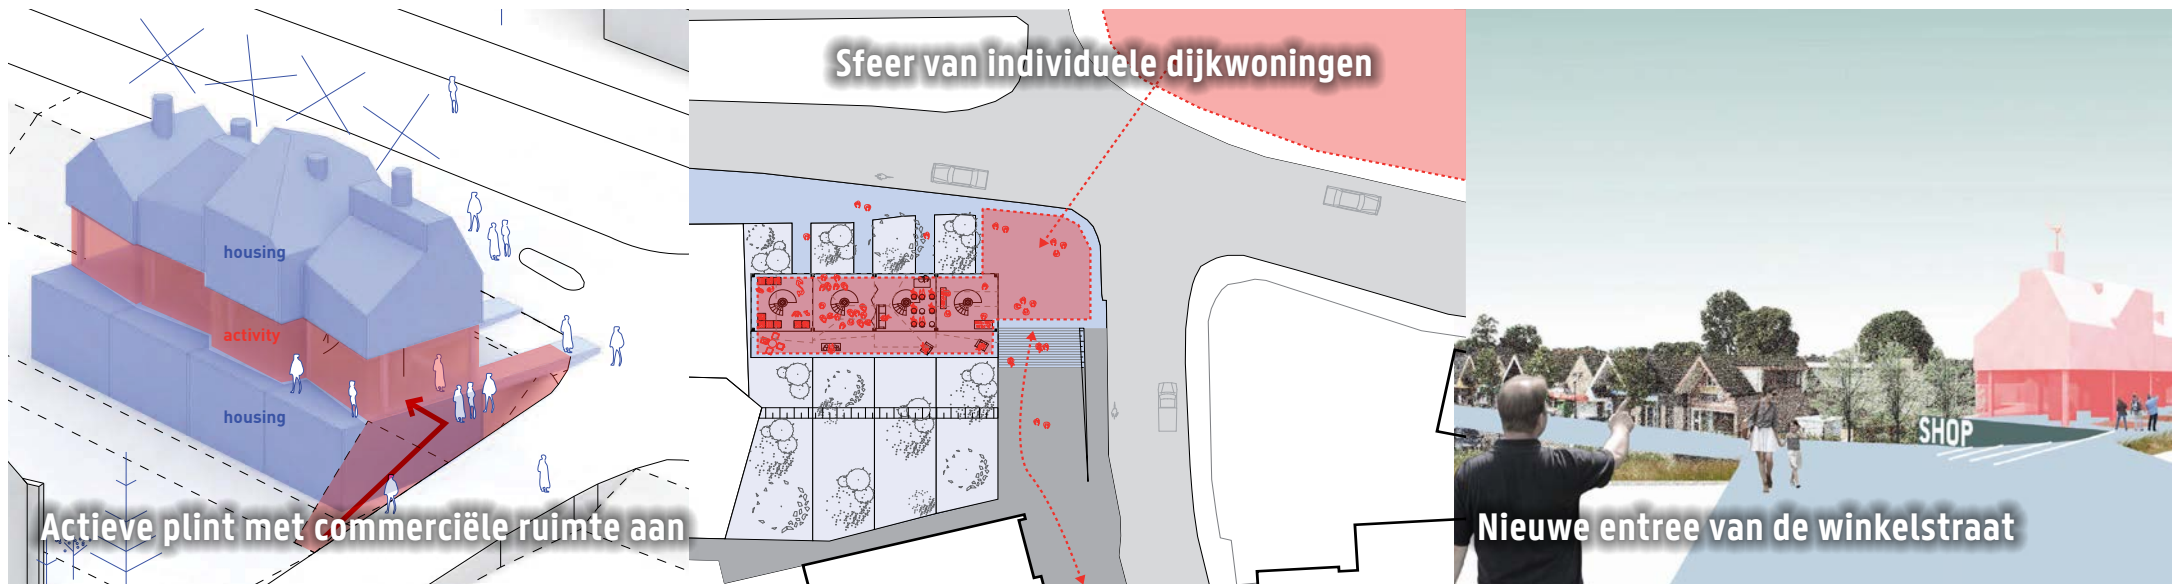 housing
activity
housing
Actieve plint met commerciële ruimte aan
Sfeer van individuele dijkwoningen
SHOP
Nieuwe entree van de winkelstraat